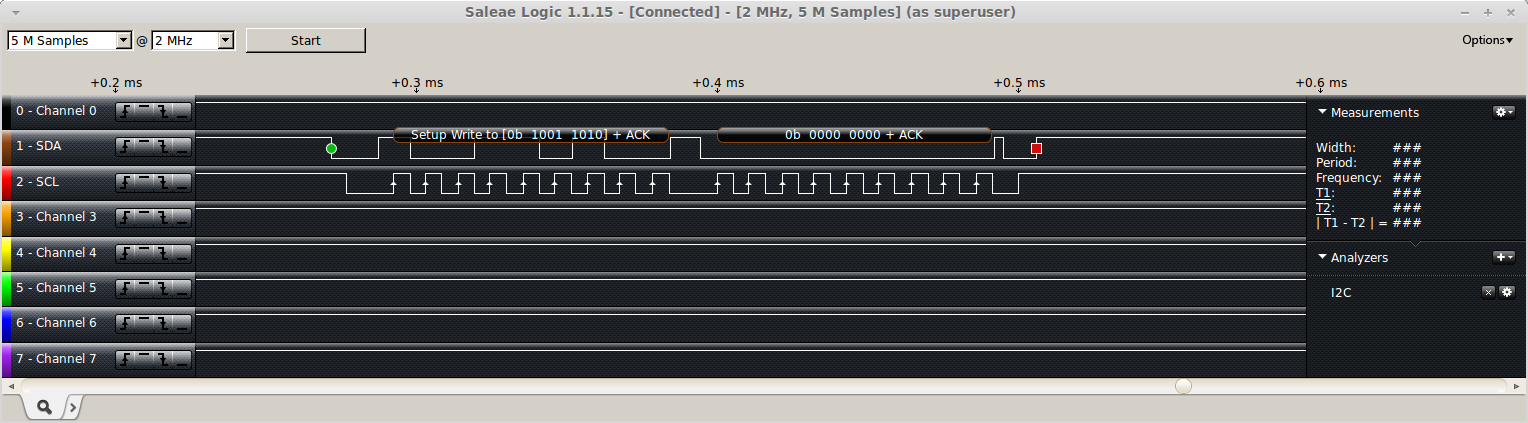 Saleae Logic 1.1.15 - [Connected] - [2 MHz, 5 M Samples] (as superuser)
5 M Samples @ 2 MHz Start Options
+0.2 ms +0.3 ms +0.4 ms +0.5 ms +0.6 ms
0 - Channel 0
1 - SDA
Setup Write to [0b 1001 1010] + ACK
0b 0000 0000 + ACK
2 - SCL
3 - Channel 3
4 - Channel 4
5 - Channel 5
6 - Channel 6
7 - Channel 7
Measurements
Width: ###
Period: ###
Frequency: ###
T1: ###
T2: ###
| T1 - T2 | = ###
Analyzers
I2C